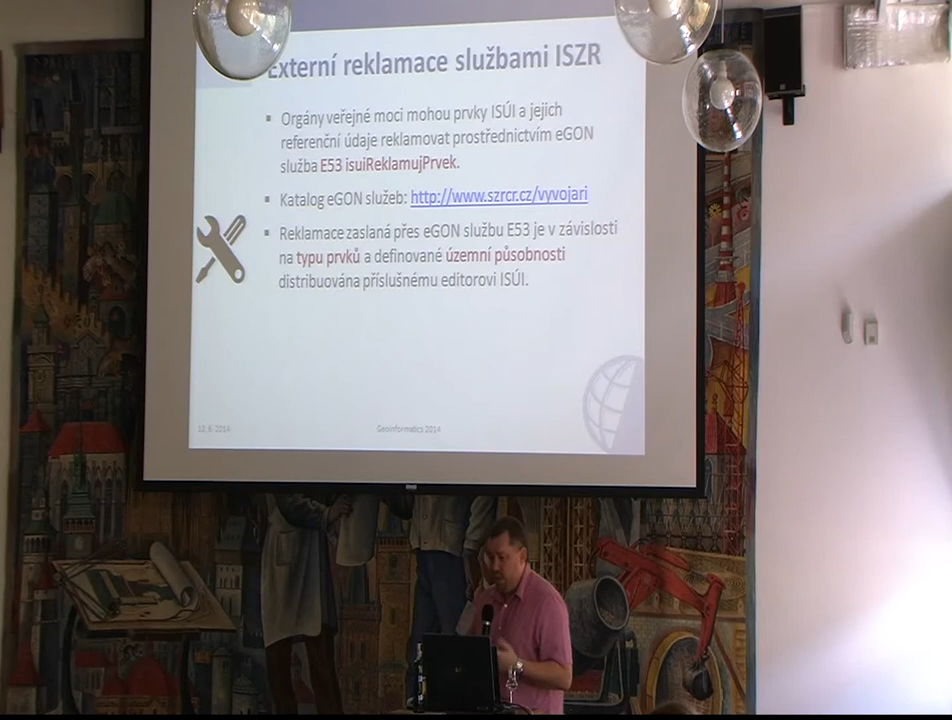 Externí reklamace službami ISZR
Orgány veřejné moci mohou prvky ISÚI a jejich
referenční údaje reklamovat prostřednictvím eGON
služba E53 isuiReklamujPrvek.
Katalog eGON služeb: http://www.szrcr.cz/vyvojari
Reklamace zaslaná přes eGON službu E53 je v závislosti
na typu prvků a definované územní působnosti
distribuována příslušnému editorovi ISÚI.
12. 6. 2014
Geoinformatics 2014